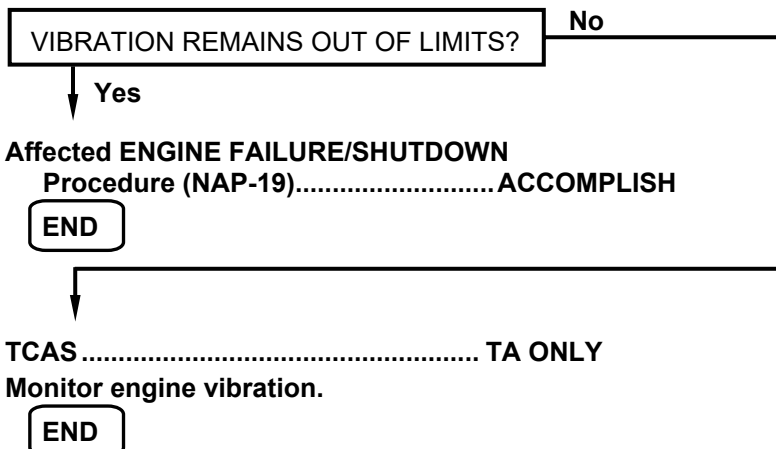 VIBRATION REMAINS OUT OF LIMITS?
No
Yes
Affected ENGINE FAILURE/SHUTDOWN
Procedure (NAP-19)...........................ACCOMPLISH
END
TCAS...................................................... TA ONLY
Monitor engine vibration.
END